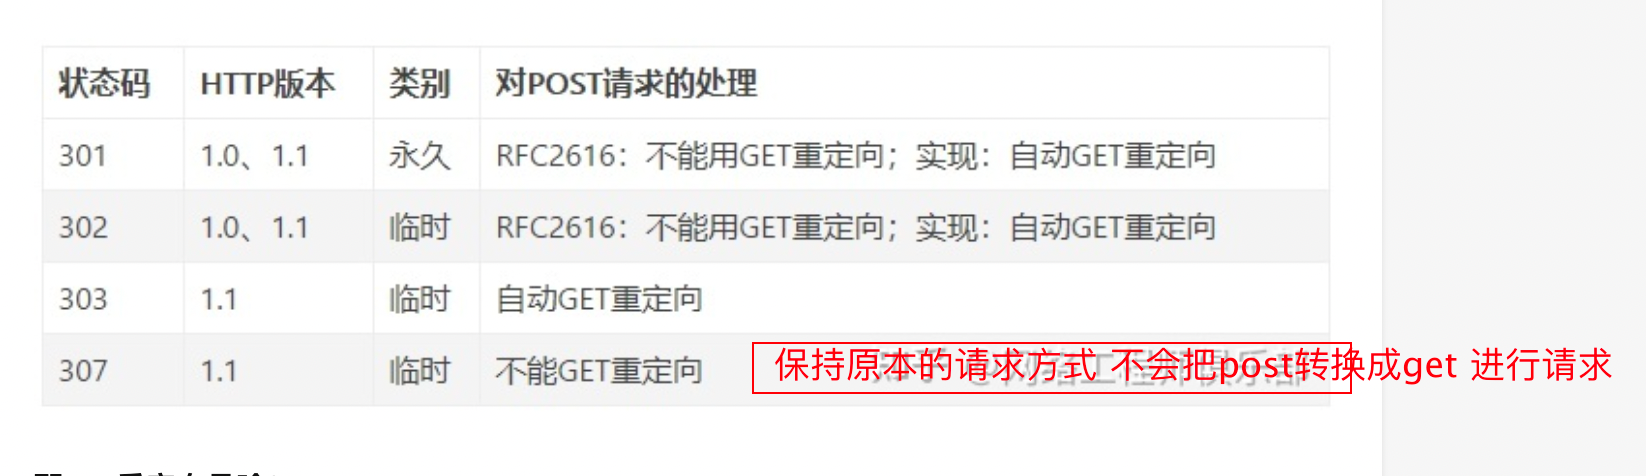 状态码 HTTP版本 类别 对POST请求的处理
301 1.0、1.1 永久 RFC2616：不能用GET重定向；实现：自动GET重定向
302 1.0、1.1 临时 RFC2616：不能用GET重定向；实现：自动GET重定向
303 1.1 临时 自动GET重定向
307 1.1 临时 不能GET重定向 保持原本的请求方式 不会把post转换成get 进行请求